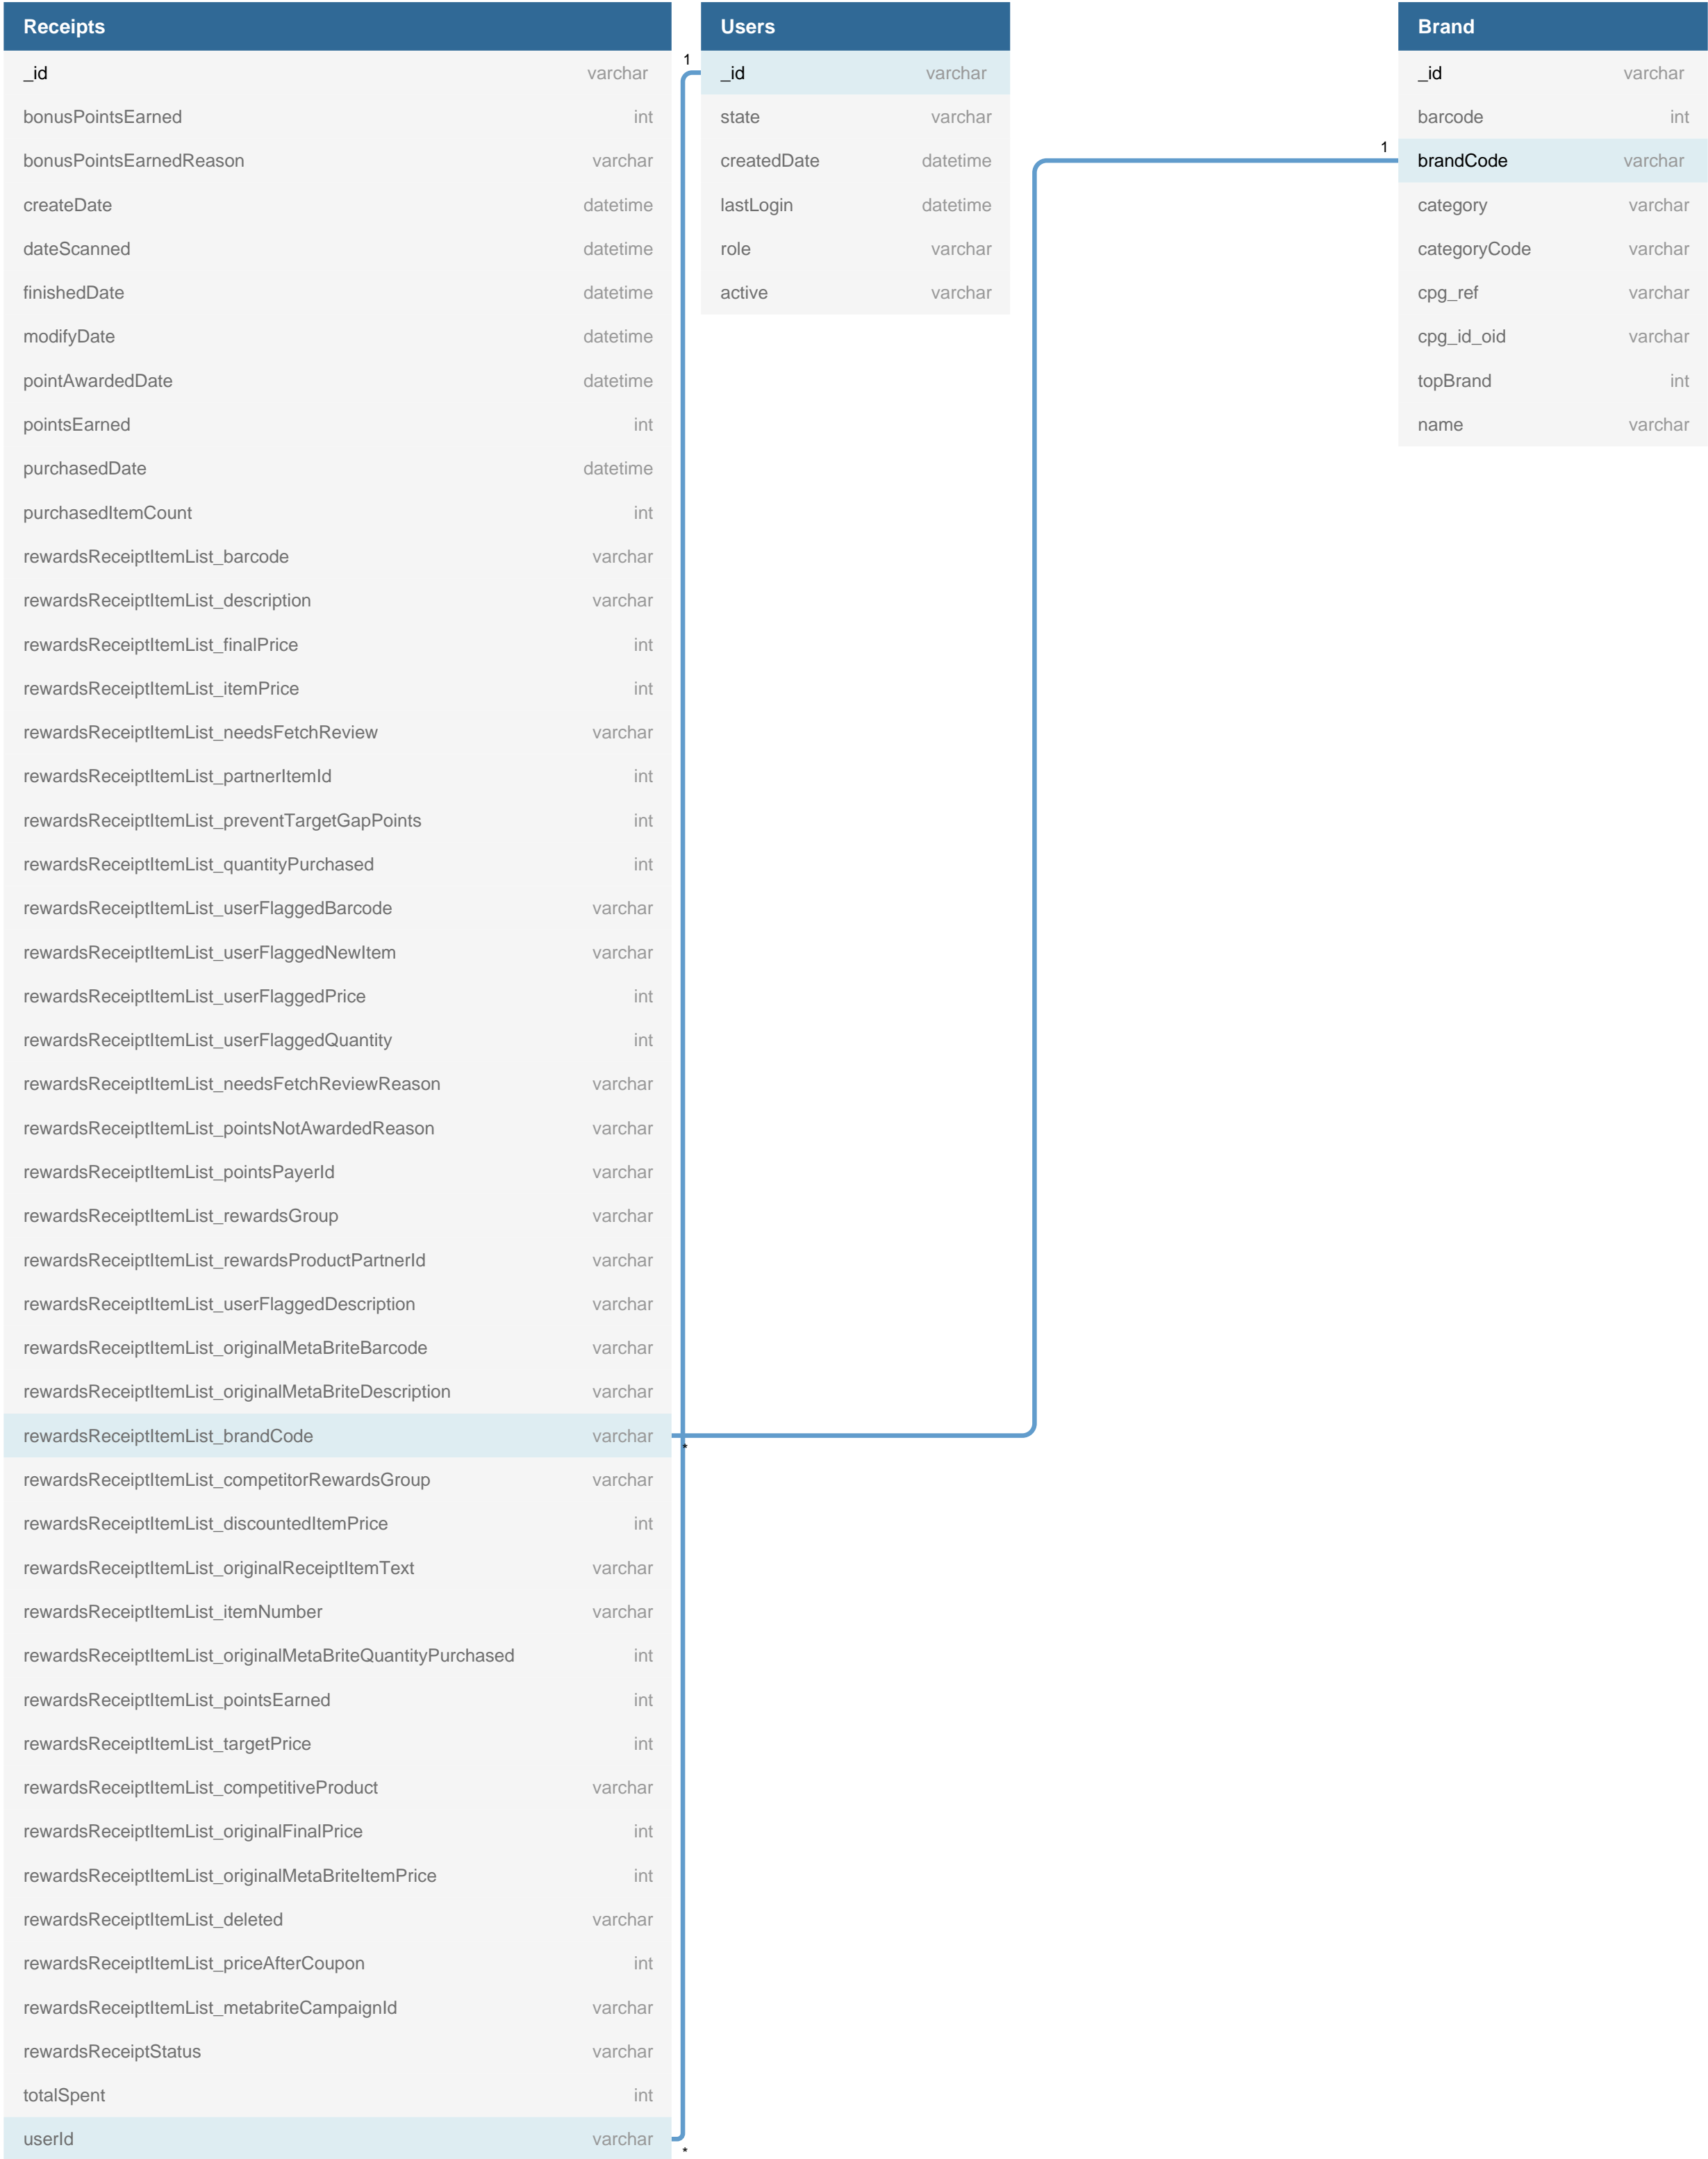 Receipts
_id varchar
bonusPointsEarned int
bonusPointsEarnedReason varchar
createDate datetime
dateScanned datetime
finishedDate datetime
modifyDate datetime
pointAwardedDate datetime
pointsEarned int
purchasedDate datetime
purchasedItemCount int
rewardsReceiptItemList_barcode varchar
rewardsReceiptItemList_description varchar
rewardsReceiptItemList_finalPrice int
rewardsReceiptItemList_itemPrice int
rewardsReceiptItemList_needsFetchReview varchar
rewardsReceiptItemList_partnerItemId int
rewardsReceiptItemList_preventTargetGapPoints int
rewardsReceiptItemList_quantityPurchased int
rewardsReceiptItemList_userFlaggedBarcode varchar
rewardsReceiptItemList_userFlaggedNewItem varchar
rewardsReceiptItemList_userFlaggedPrice int
rewardsReceiptItemList_userFlaggedQuantity int
rewardsReceiptItemList_needsFetchReviewReason varchar
rewardsReceiptItemList_pointsNotAwardedReason varchar
rewardsReceiptItemList_pointsPayerId varchar
rewardsReceiptItemList_rewardsGroup varchar
rewardsReceiptItemList_rewardsProductPartnerId varchar
rewardsReceiptItemList_userFlaggedDescription varchar
rewardsReceiptItemList_originalMetaBriteBarcode varchar
rewardsReceiptItemList_originalMetaBriteDescription varchar
rewardsReceiptItemList_brandCode varchar
*
rewardsReceiptItemList_competitorRewardsGroup varchar
rewardsReceiptItemList_discountedItemPrice int
rewardsReceiptItemList_originalReceiptItemText varchar
rewardsReceiptItemList_itemNumber varchar
rewardsReceiptItemList_originalMetaBriteQuantityPurchased int
rewardsReceiptItemList_pointsEarned int
rewardsReceiptItemList_targetPrice int
rewardsReceiptItemList_competitiveProduct varchar
rewardsReceiptItemList_originalFinalPrice int
rewardsReceiptItemList_originalMetaBriteItemPrice int
rewardsReceiptItemList_deleted varchar
rewardsReceiptItemList_priceAfterCoupon int
rewardsReceiptItemList_metabriteCampaignId varchar
rewardsReceiptStatus varchar
totalSpent int
userId varchar
*
Users
1
_id varchar
state varchar
createdDate datetime
lastLogin datetime
role varchar
active varchar
Brand
_id varchar
barcode int
1
brandCode varchar
category varchar
categoryCode varchar
cpg_ref varchar
cpg_id_oid varchar
topBrand int
name varchar